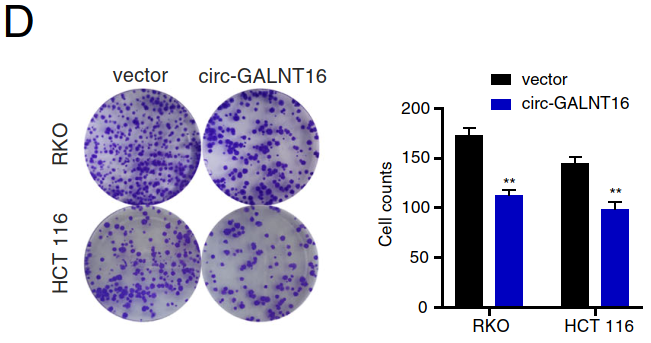 D
vector circ-GALNT16
RKO
HCT 116
vector
circ-GALNT16
Cell counts
200
150
100
50
0
**
**
RKO HCT 116